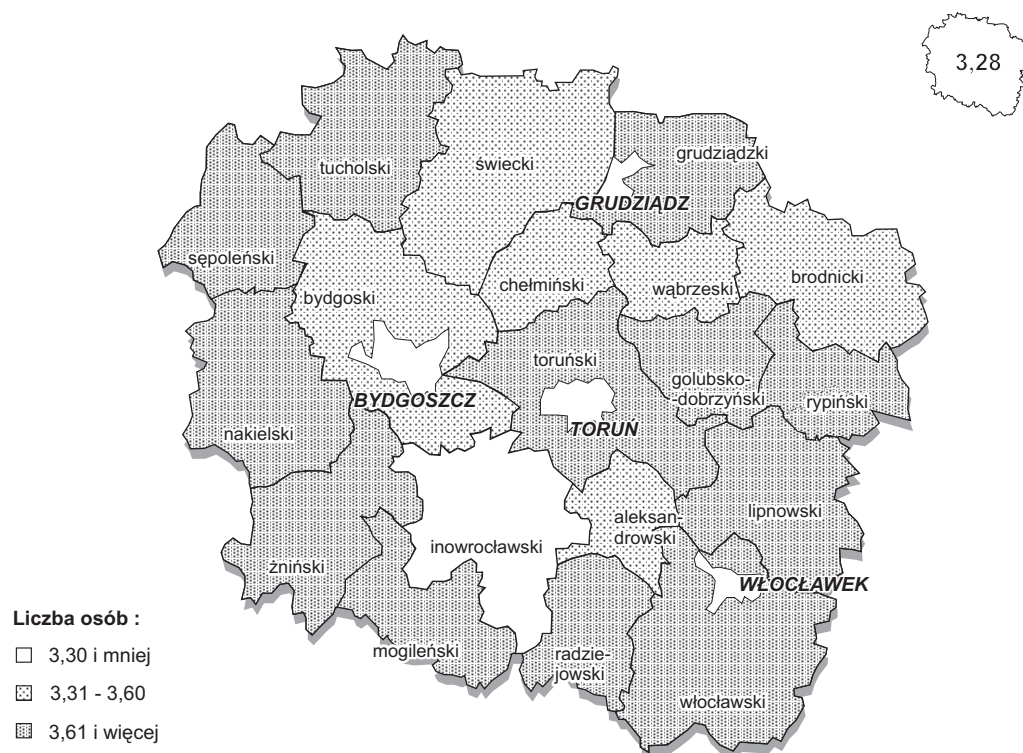 3,28
tucholski
świecki
grudziądzki
GRUDZIĄDZ
sępoleński
bydgoski
chełmiński
wąbrzeski
brodnicki
toruński
golubsko-
-dobrzyński
rypiński
BYDGOSZCZ
TORUŃ
nakielski
lipnowski
aleksan-
drowski
inowrocławski
żniński
WŁOCŁAWEK
mogileński
radzie-
jowski
włocławski
Liczba osób :
3,30 i mniej
3,31 - 3,60
3,61 i więcej